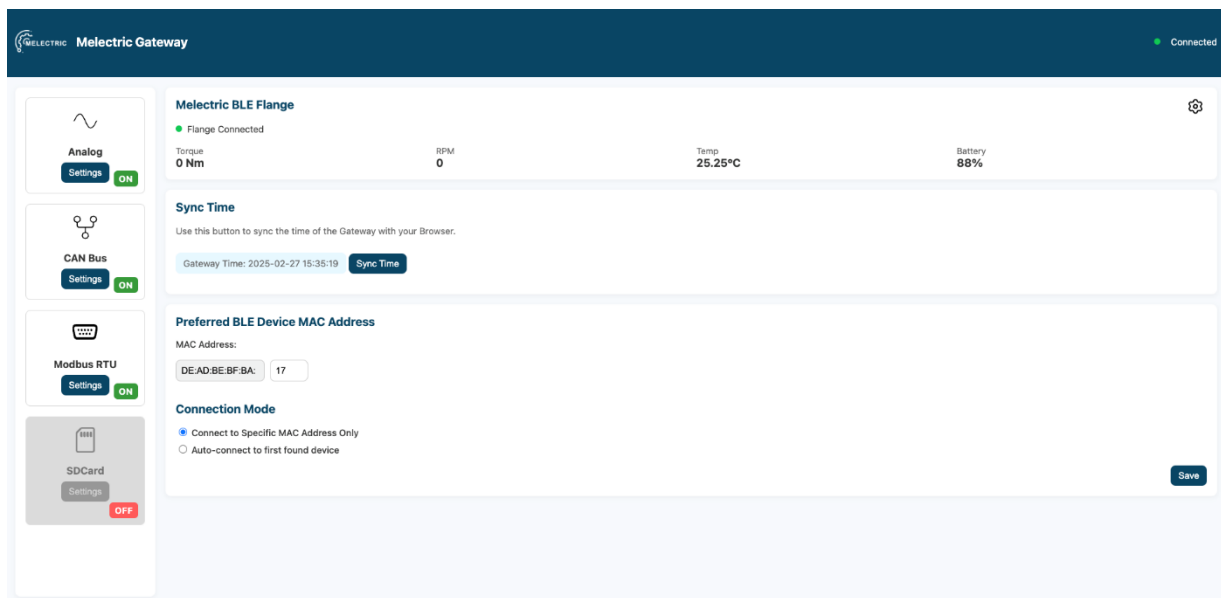 MELECTRIC Melectric Gateway
Connected
Analog
Settings
ON
CAN Bus
Settings
ON
Modbus RTU
Settings
ON
SDCard
Settings
OFF
Melectric BLE Flange
Flange Connected
Torque RPM Temp Battery
0 Nm 0 25.25°C 88%
Sync Time
Use this button to sync the time of the Gateway with your Browser.
Gateway Time: 2025-02-27 15:35:19 Sync Time
Preferred BLE Device MAC Address
MAC Address:
DE:AD:BE:BF:BA: 17
Connection Mode
Connect to Specific MAC Address Only
Auto-connect to first found device
Save